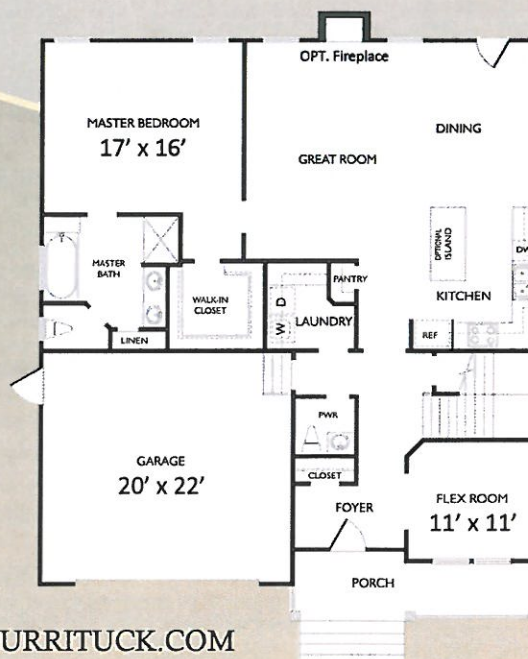 OPT. Fireplace
MASTER BEDROOM
17' x 16'
DINING
GREAT ROOM
OPTIONAL
ISLAND
DW
MASTER
BATH
WALK-IN
CLOSET
PANTRY
KITCHEN
W D
LAUNDRY
REF
LINEN
PWR
GARAGE
20' x 22'
CLOSET
FOYER
FLEX ROOM
11' x 11'
PORCH
URRITUCK.COM